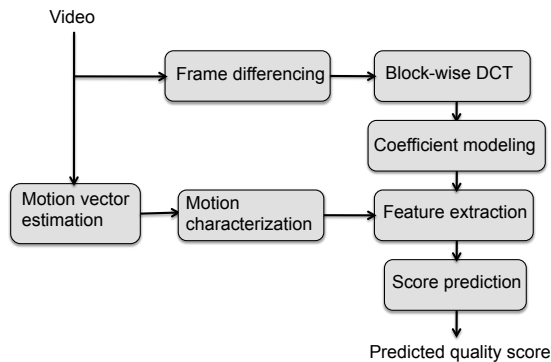 Video
Frame differencing
Block-wise DCT
Coefficient modeling
Motion vector
estimation
Motion
characterization
Feature extraction
Score prediction
Predicted quality score